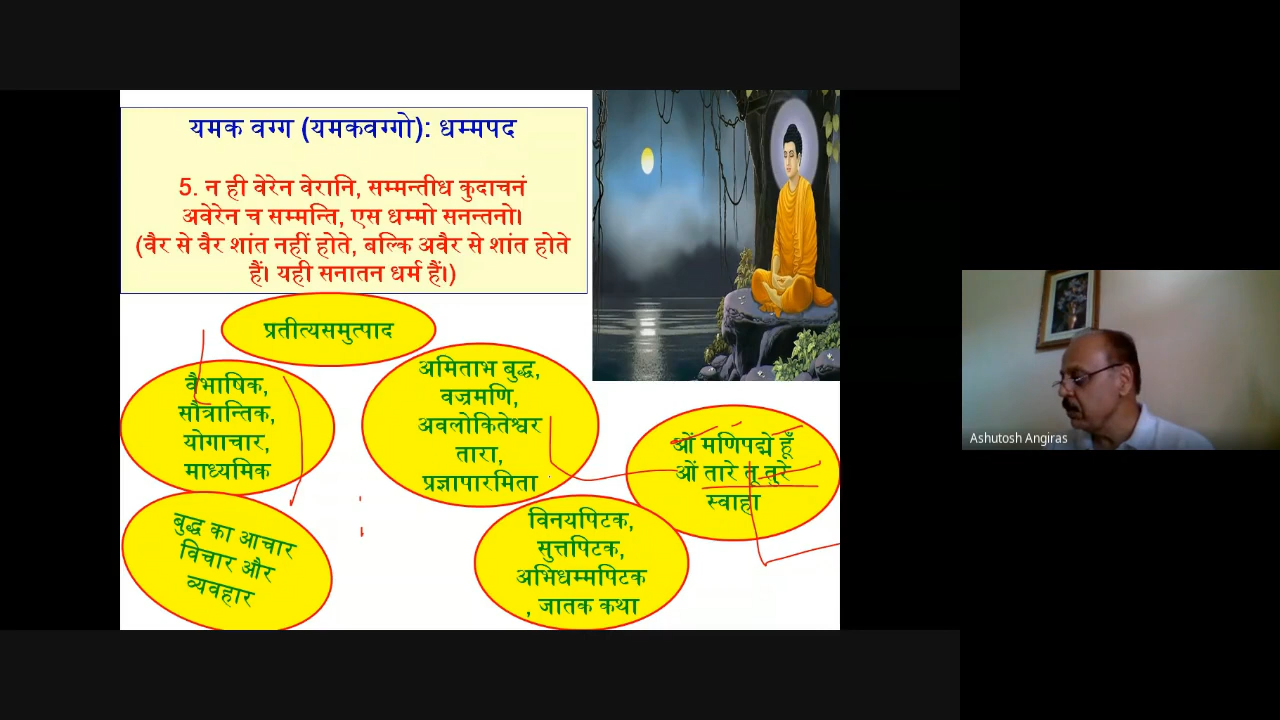 यमक वग्ग (यमकवग्गो): धम्मपद
5. न ही वेरेन वेरानि, सम्मन्तीध कुदाचनं
अवेरेन च सम्मन्ति, एस धम्मो सनन्तनो।
(वैर से वैर शांत नहीं होते, बल्कि अवैर से शांत होते
हैं। यही सनातन धर्म हैं।)
प्रतीत्यसमुत्पाद
वैभाषिक,
सौत्रान्तिक,
योगाचार,
माध्यमिक
अमिताभ बुद्ध,
वज्रमणि,
अवलोकितेश्वर
तारा,
प्रज्ञापारमिता
ओं मणिपद्मे हूँ
ओं तारे तू तुरे
स्वाहा
बुद्ध का आचार
विचार और
व्यवहार
विनयपिटक,
सुत्तपिटक,
अभिधम्मपिटक
, जातक कथा
Ashutosh Angiras